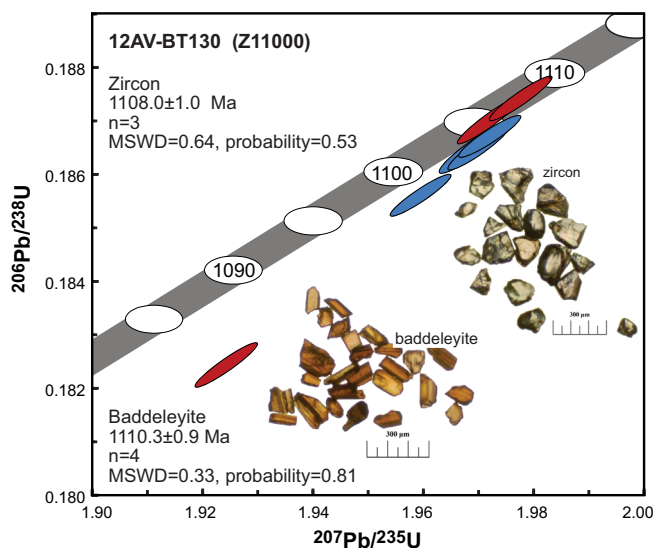 12AV-BT130 (Z11000)
Zircon
1108.0±1.0 Ma
n=3
MSWD=0.64, probability=0.53
1110
1100
1090
zircon
300 µm
baddeleyite
300 µm
Baddeleyite
1110.3±0.9 Ma
n=4
MSWD=0.33, probability=0.81
0.188
0.186
0.184
0.182
0.180
206Pb/238U
1.90
1.92
1.94
1.96
1.98
2.00
207Pb/235U